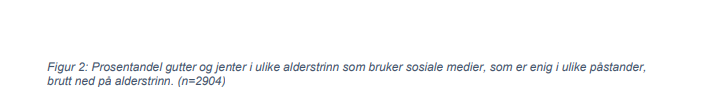 Figur 2: Prosentandel gutter og jenter i ulike alderstrinn som bruker sosiale medier, som er enig i ulike påstander,
brutt ned på alderstrinn. (n=2904)